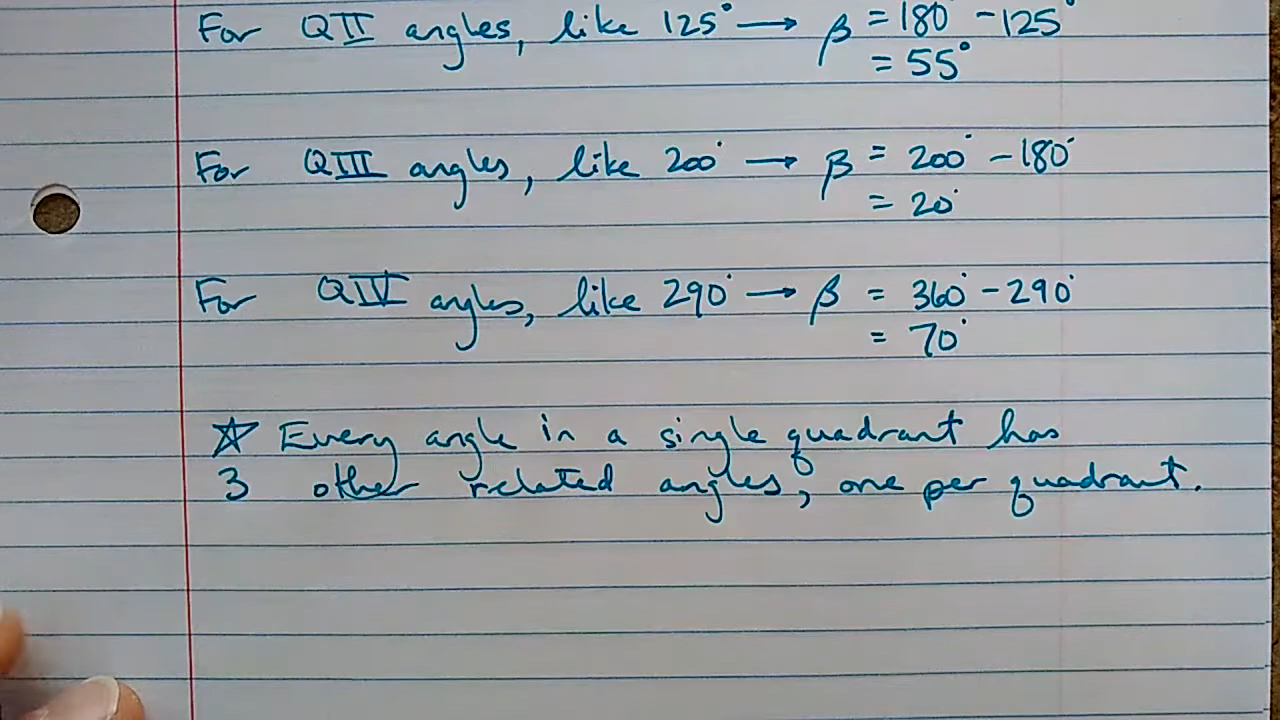 For QII angles, like 125° → β = 180° - 125°
= 55°
For QIII angles, like 200° → β = 200° - 180°
= 20°
For QIV angles, like 290° → β = 360° - 290°
= 70°
☆ Every angle in a single quadrant has
3 other related angles, one per quadrant.